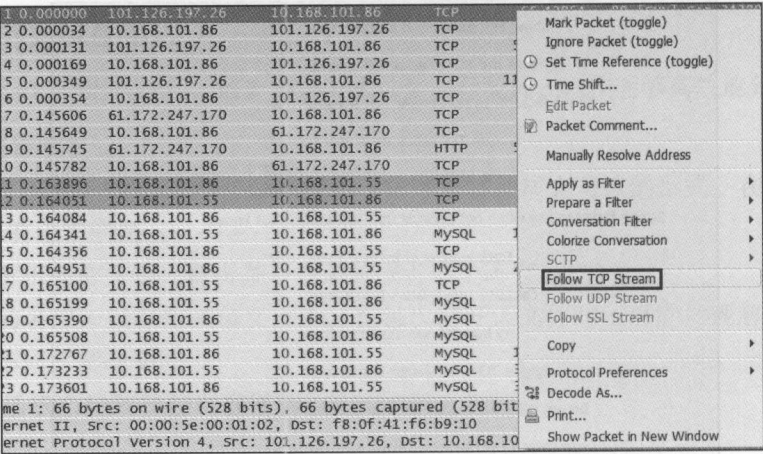 1 0.000000 101.126.197.26 10.168.101.86 TCP
2 0.000034 10.168.101.86 101.126.197.26 TCP
3 0.000131 101.126.197.26 10.168.101.86 TCP 5
4 0.000169 10.168.101.86 101.126.197.26 TCP
5 0.000349 101.126.197.26 10.168.101.86 TCP 11
6 0.000354 10.168.101.86 101.126.197.26 TCP
7 0.145606 61.172.247.170 10.168.101.86 TCP
8 0.145649 10.168.101.86 61.172.247.170 TCP
9 0.145745 61.172.247.170 10.168.101.86 HTTP 5
0 0.145782 10.168.101.86 61.172.247.170 TCP
1 0.163896 10.168.101.86 10.168.101.55 TCP
2 0.164051 10.168.101.55 10.168.101.86 TCP
3 0.164084 10.168.101.86 10.168.101.55 TCP
4 0.164341 10.168.101.55 10.168.101.86 MySQL 1
5 0.164356 10.168.101.86 10.168.101.55 TCP
6 0.164951 10.168.101.86 10.168.101.55 MySQL 2
7 0.165100 10.168.101.55 10.168.101.86 TCP
8 0.165199 10.168.101.55 10.168.101.86 MySQL
9 0.165390 10.168.101.86 10.168.101.55 MySQL
20 0.165508 10.168.101.55 10.168.101.86 MySQL
21 0.172767 10.168.101.86 10.168.101.55 MySQL 1
22 0.173233 10.168.101.55 10.168.101.86 MySQL 3
23 0.173601 10.168.101.86 10.168.101.55 MySQL 3
me 1: 66 bytes on wire (528 bits), 66 bytes captured (528 bit
ernet II, Src: 00:00:5e:00:01:02, Dst: f8:0f:41:f6:b9:10
ernet Protocol Version 4, Src: 101.126.197.26, Dst: 10.168.10
Mark Packet (toggle)
Ignore Packet (toggle)
Set Time Reference (toggle)
Time Shift...
Edit Packet
Packet Comment...
Manually Resolve Address
Apply as Filter
Prepare a Filter
Conversation Filter
Colorize Conversation
SCTP
Follow TCP Stream
Follow UDP Stream
Follow SSL Stream
Copy
Protocol Preferences
Decode As...
Print...
Show Packet in New Window